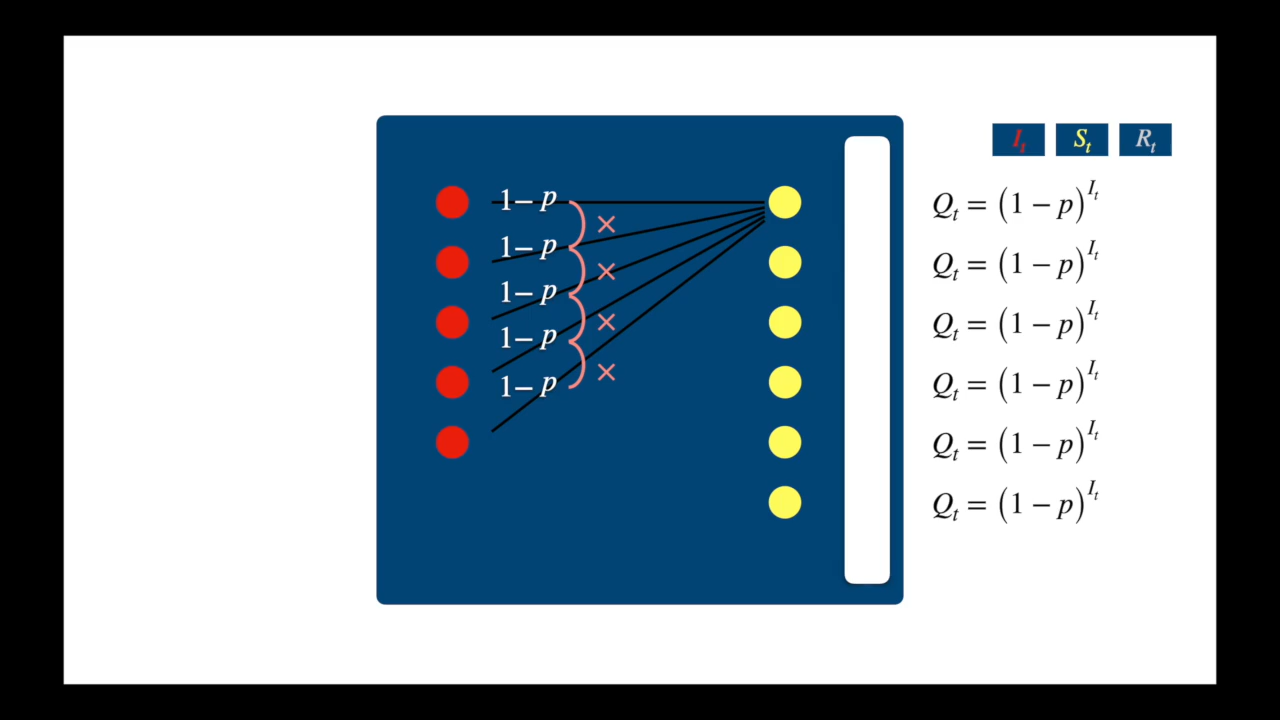 I_t S_t R_t
1− p
×
1− p
×
1− p
×
1− p
×
1− p
Q_t = (1 − p)^{I_t}
Q_t = (1 − p)^{I_t}
Q_t = (1 − p)^{I_t}
Q_t = (1 − p)^{I_t}
Q_t = (1 − p)^{I_t}
Q_t = (1 − p)^{I_t}